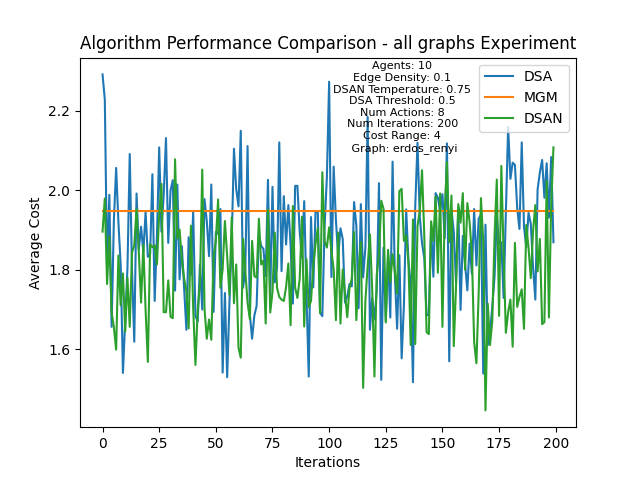 Algorithm Performance Comparison - all graphs Experiment
Agents: 10
Edge Density: 0.1
DSAN Temperature: 0.75
DSA Threshold: 0.5
Num Actions: 8
Num Iterations: 200
Cost Range: 4
Graph: erdos_renyi
DSA
MGM
DSAN
Average Cost
2.2
2.0
1.8
1.6
0 25 50 75 100 125 150 175 200
Iterations